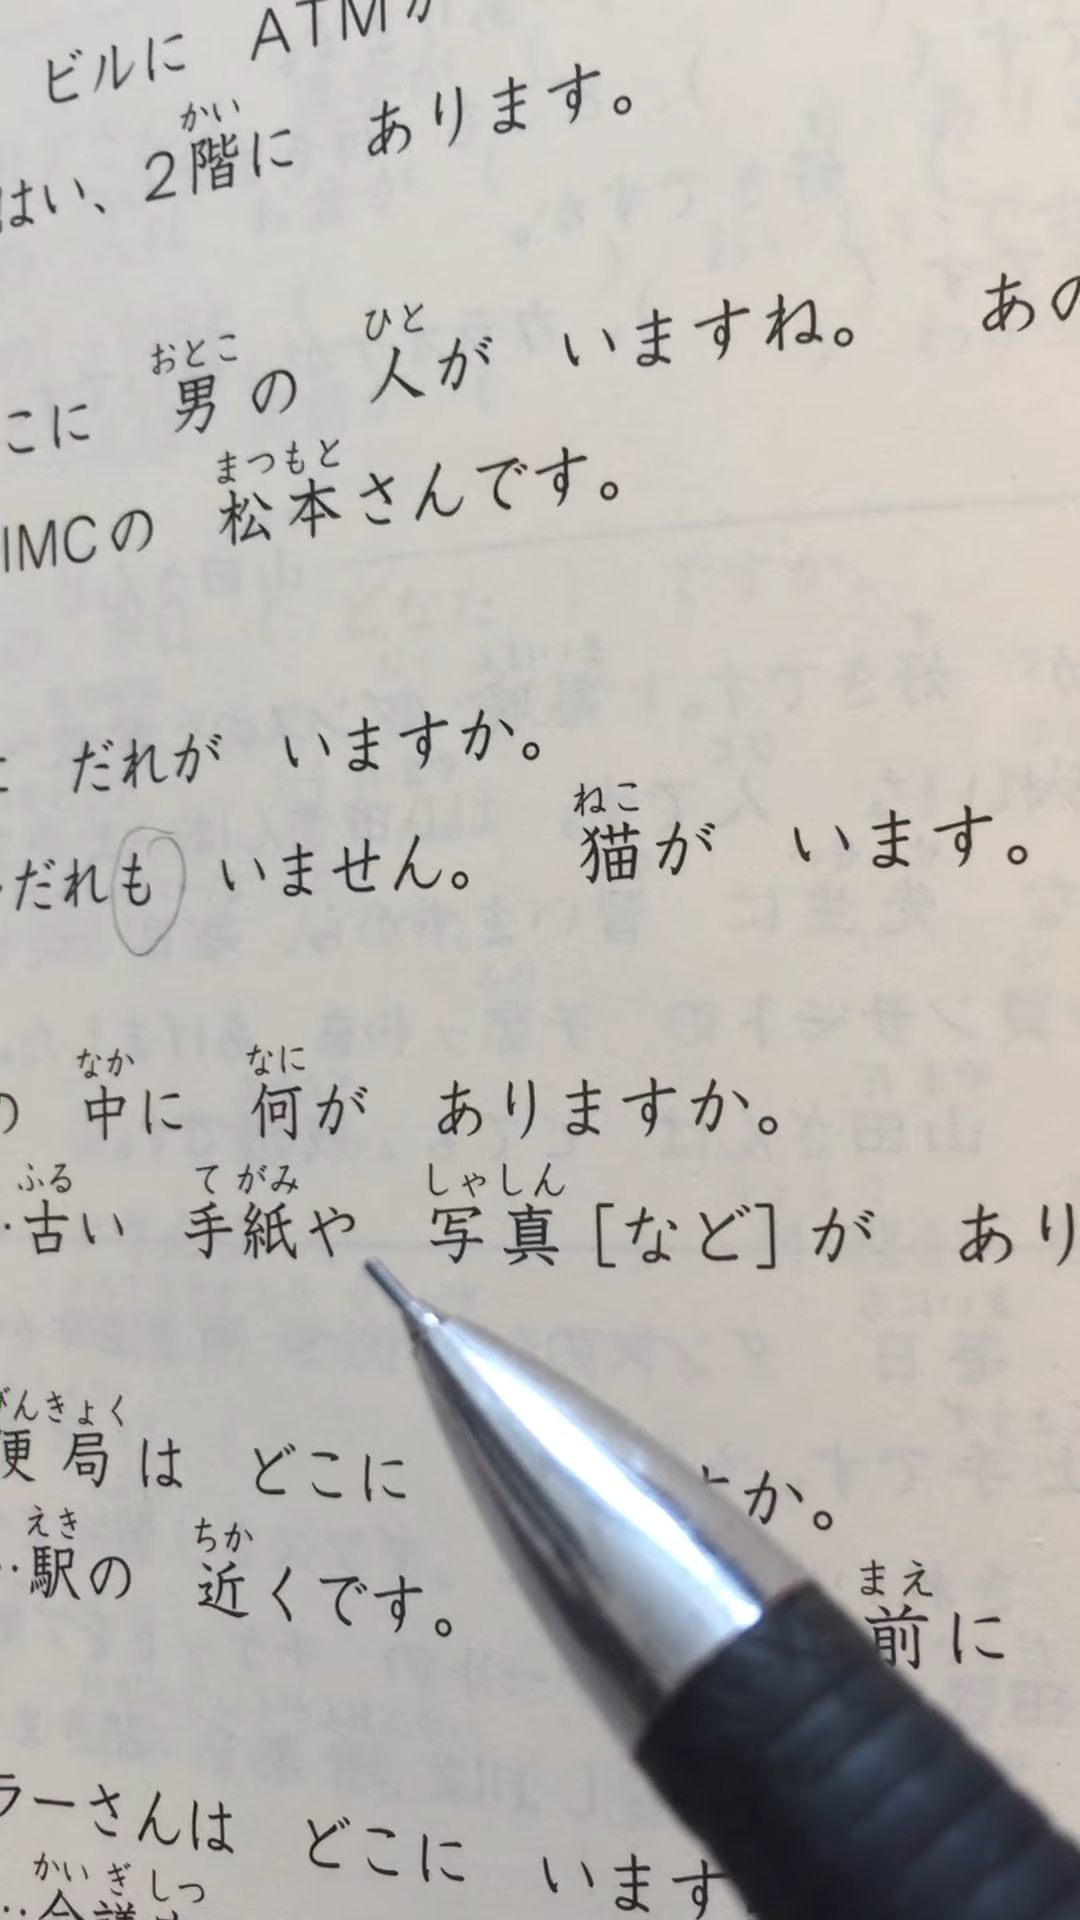 ビルに ATMが
かい
はい、2階に あります。
おとこ ひと
こに 男の 人が いますね。 あの
まつもと
IMCの 松本さんです。
だれが いますか。
ねこ
だれも いません。 猫が います。
なか なに
の 中に 何が ありますか。
ふる てがみ しゃしん
古い 手紙や 写真[など]が あり
びんきょく
便局は どこに か。
えき ちか まえ
駅の 近くです。 前に
ラーさんは どこに います
かいぎしつ
会議